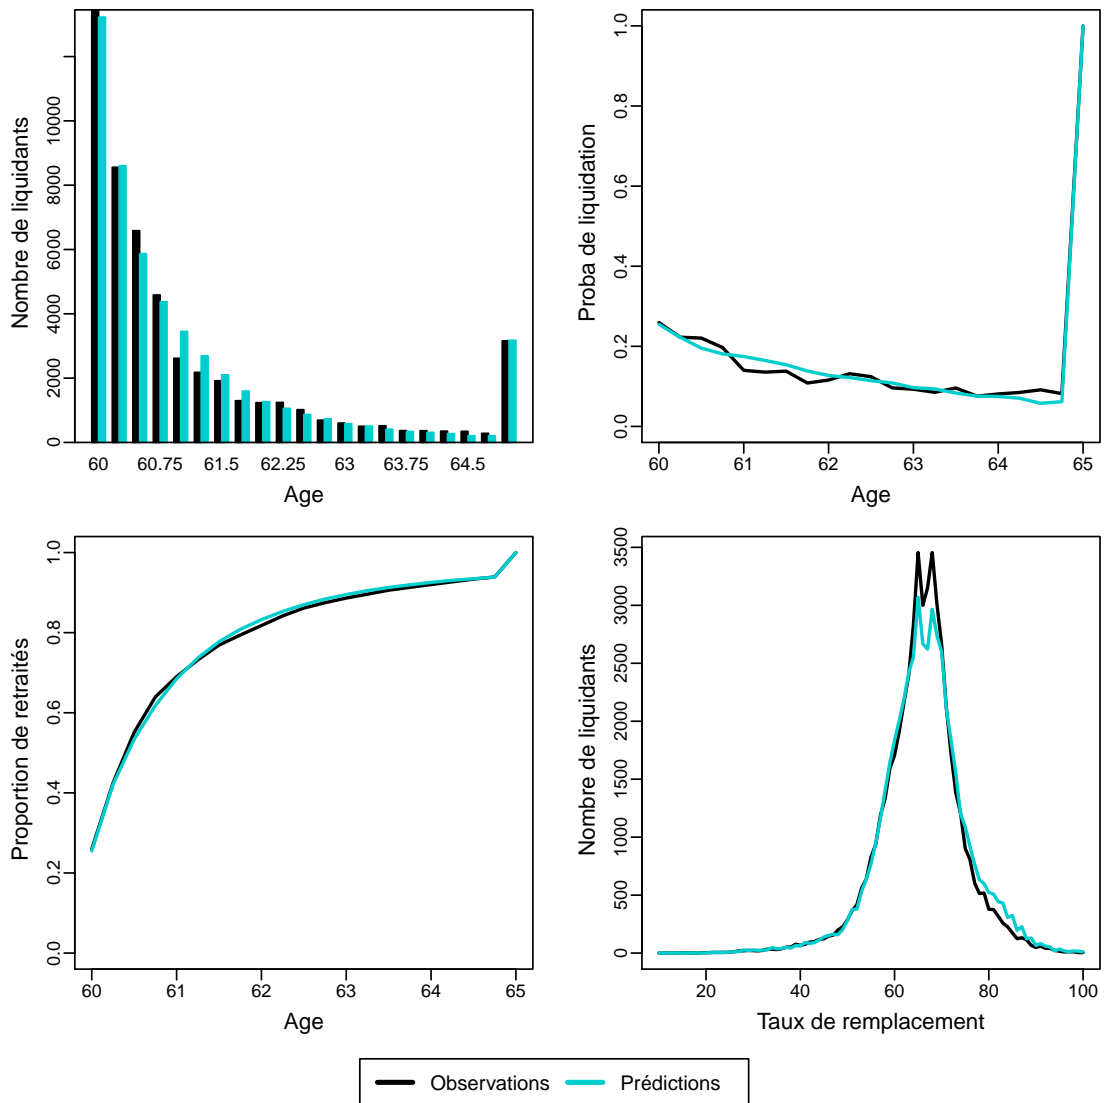 Nombre de liquidants
0 2000 4000 6000 8000 10000
60 60.75 61.5 62.25 63 63.75 64.5
Age
Proba de liquidation
0.0 0.2 0.4 0.6 0.8 1.0
60 61 62 63 64 65
Age
Proportion de retraités
0.0 0.2 0.4 0.6 0.8 1.0
60 61 62 63 64 65
Age
Nombre de liquidants
0 500 1000 1500 2000 2500 3000 3500
20 40 60 80 100
Taux de remplacement
Observations Prédictions